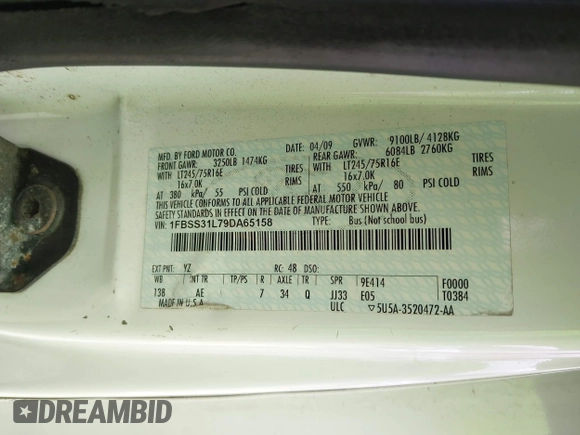 MFD. BY FORD MOTOR CO.
DATE: 04/09 GVWR: 9100LB/ 4128KG
FRONT GAWR: 3250LB 1474KG REAR GAWR: 6084LB 2760KG
WITH LT245/75R16E TIRES WITH LT245/75R16E TIRES
16x7.0K RIMS 16x7.0K RIMS
AT 380 kPa/ 55 PSI COLD AT 550 kPa/ 80 PSI COLD
THIS VEHICLE CONFORMS TO ALL APPLICABLE FEDERAL MOTOR VEHICLE
SAFETY STANDARDS IN EFFECT ON THE DATE OF MANUFACTURE SHOWN ABOVE.
VIN: 1FBSS31L79DA65158
TYPE: Bus (Not school bus)
EXT PNT: YZ RC: 48 DSO:
WB INT TR TP/PS R AXLE TR SPR 9E414 F0000
138 AE 7 34 Q JJ33 E05 T0384
MADE IN U.S.A. ULC 5U5A-3520472-AA
DREAMBID.COM